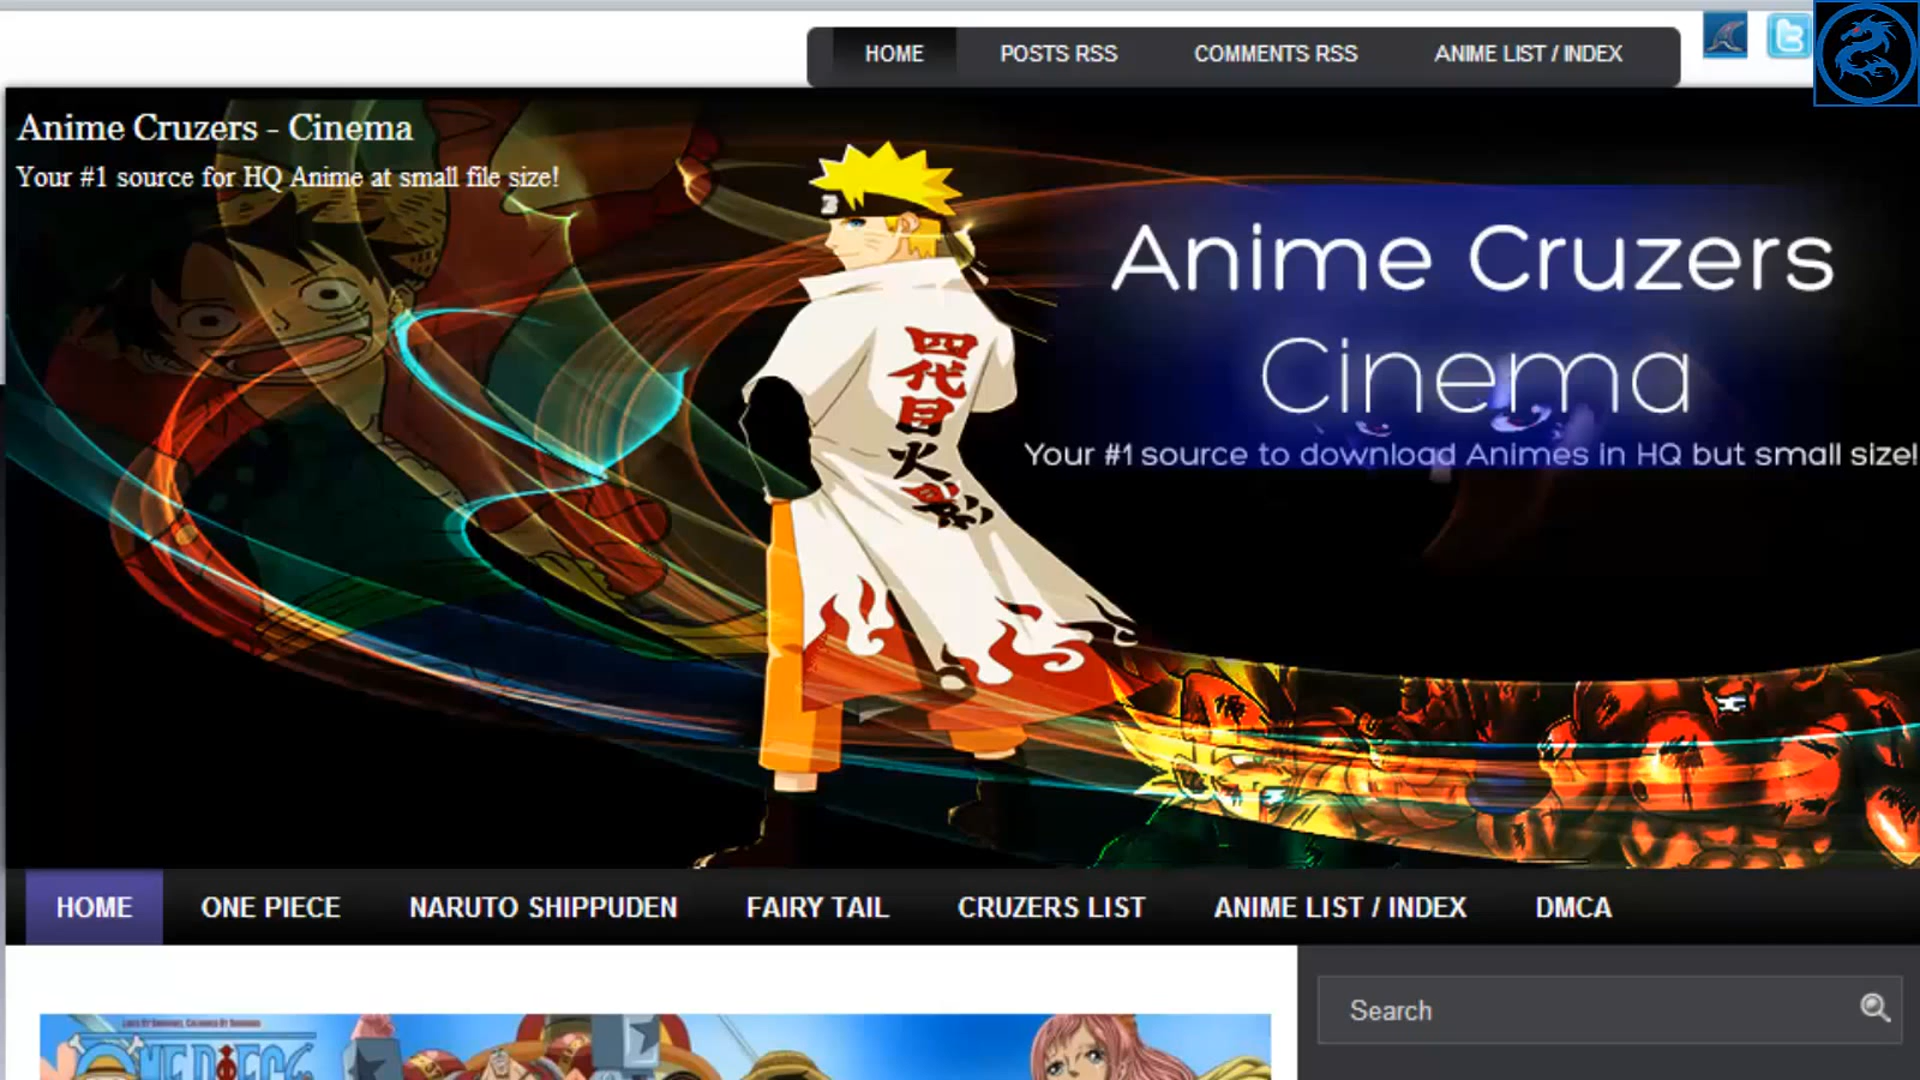 HOME POSTS RSS COMMENTS RSS ANIME LIST / INDEX
Anime Cruzers - Cinema
Your #1 source for HQ Anime at small file size!
Anime Cruzers
Cinema
Your #1 source to download Animes in HQ but small size!
四
代
目
火
影
HOME ONE PIECE NARUTO SHIPPUDEN FAIRY TAIL CRUZERS LIST ANIME LIST / INDEX DMCA
Search
ONE PIECE